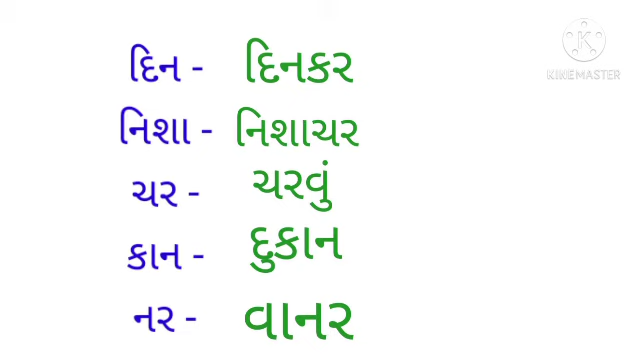 દિન - દિનકર
નિશા - નિશાચર
ચર - ચરવું
કાન - દુકાન
નર - વાનર
KINEMASTER